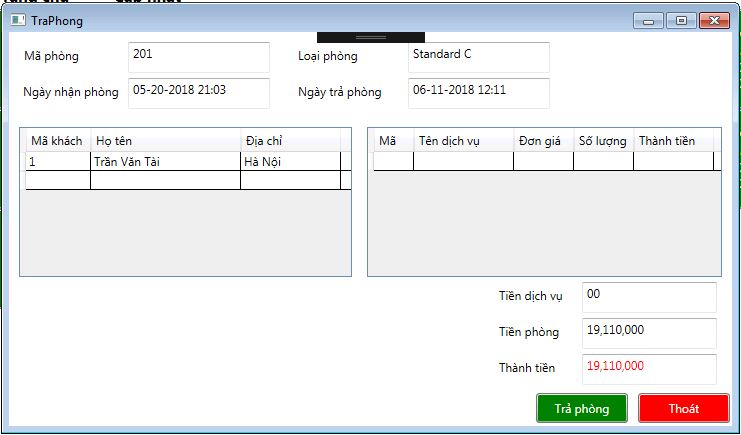 TraPhong
Mã phòng 201 Loại phòng Standard C
Ngày nhận phòng 05-20-2018 21:03 Ngày trả phòng 06-11-2018 12:11
Mã khách Họ tên Địa chỉ Mã Tên dịch vụ Đơn giá Số lượng Thành tiền
1 Trần Văn Tài Hà Nội
Tiền dịch vụ 00
Tiền phòng 19,110,000
Thành tiền 19,110,000
Trả phòng Thoát